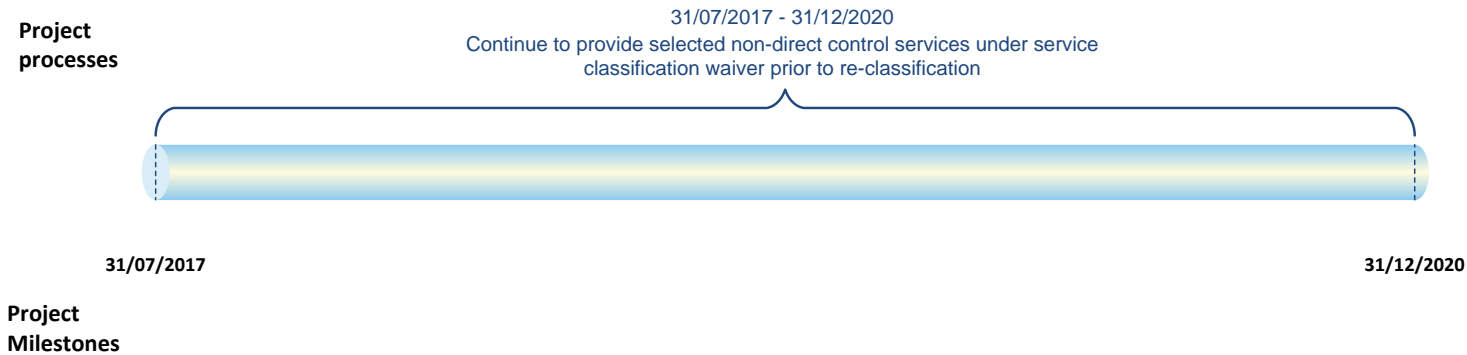 Project
processes
31/07/2017 - 31/12/2020
Continue to provide selected non-direct control services under service
classification waiver prior to re-classification
31/07/2017
31/12/2020
Project
Milestones